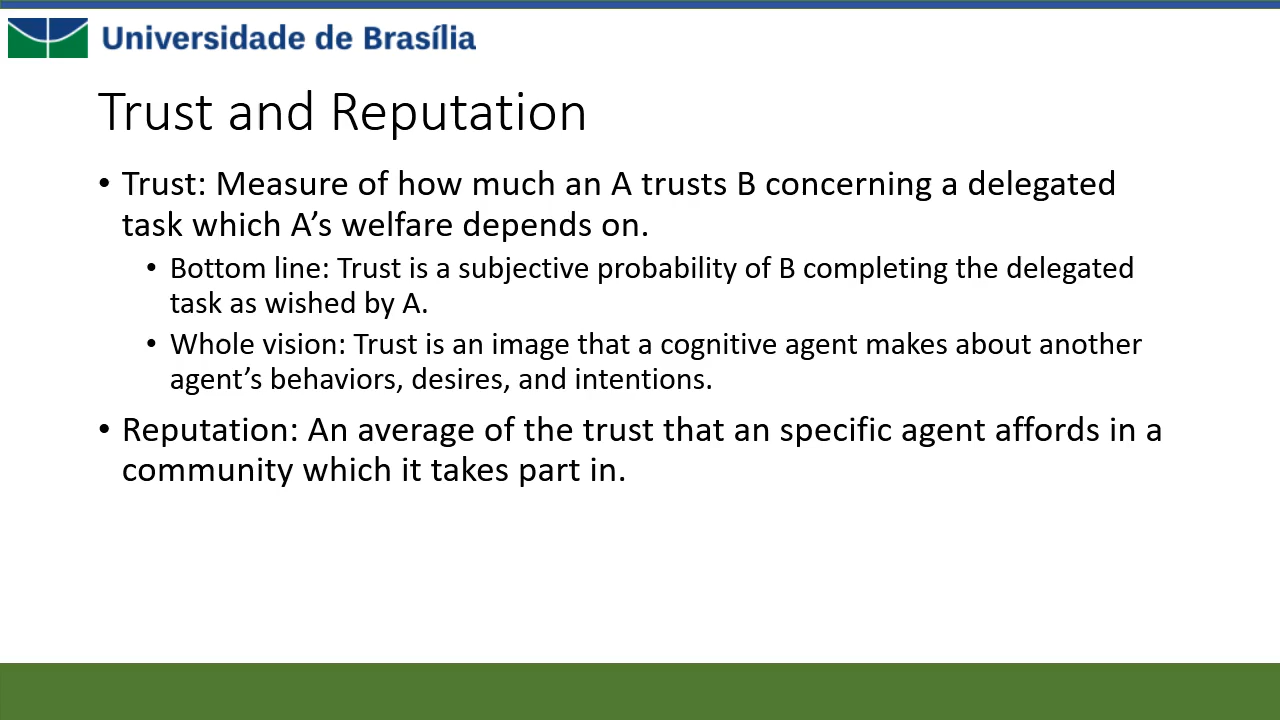 Universidade de Brasília
Trust and Reputation
• Trust: Measure of how much an A trusts B concerning a delegated
task which A’s welfare depends on.
• Bottom line: Trust is a subjective probability of B completing the delegated
task as wished by A.
• Whole vision: Trust is an image that a cognitive agent makes about another
agent’s behaviors, desires, and intentions.
• Reputation: An average of the trust that an specific agent affords in a
community which it takes part in.